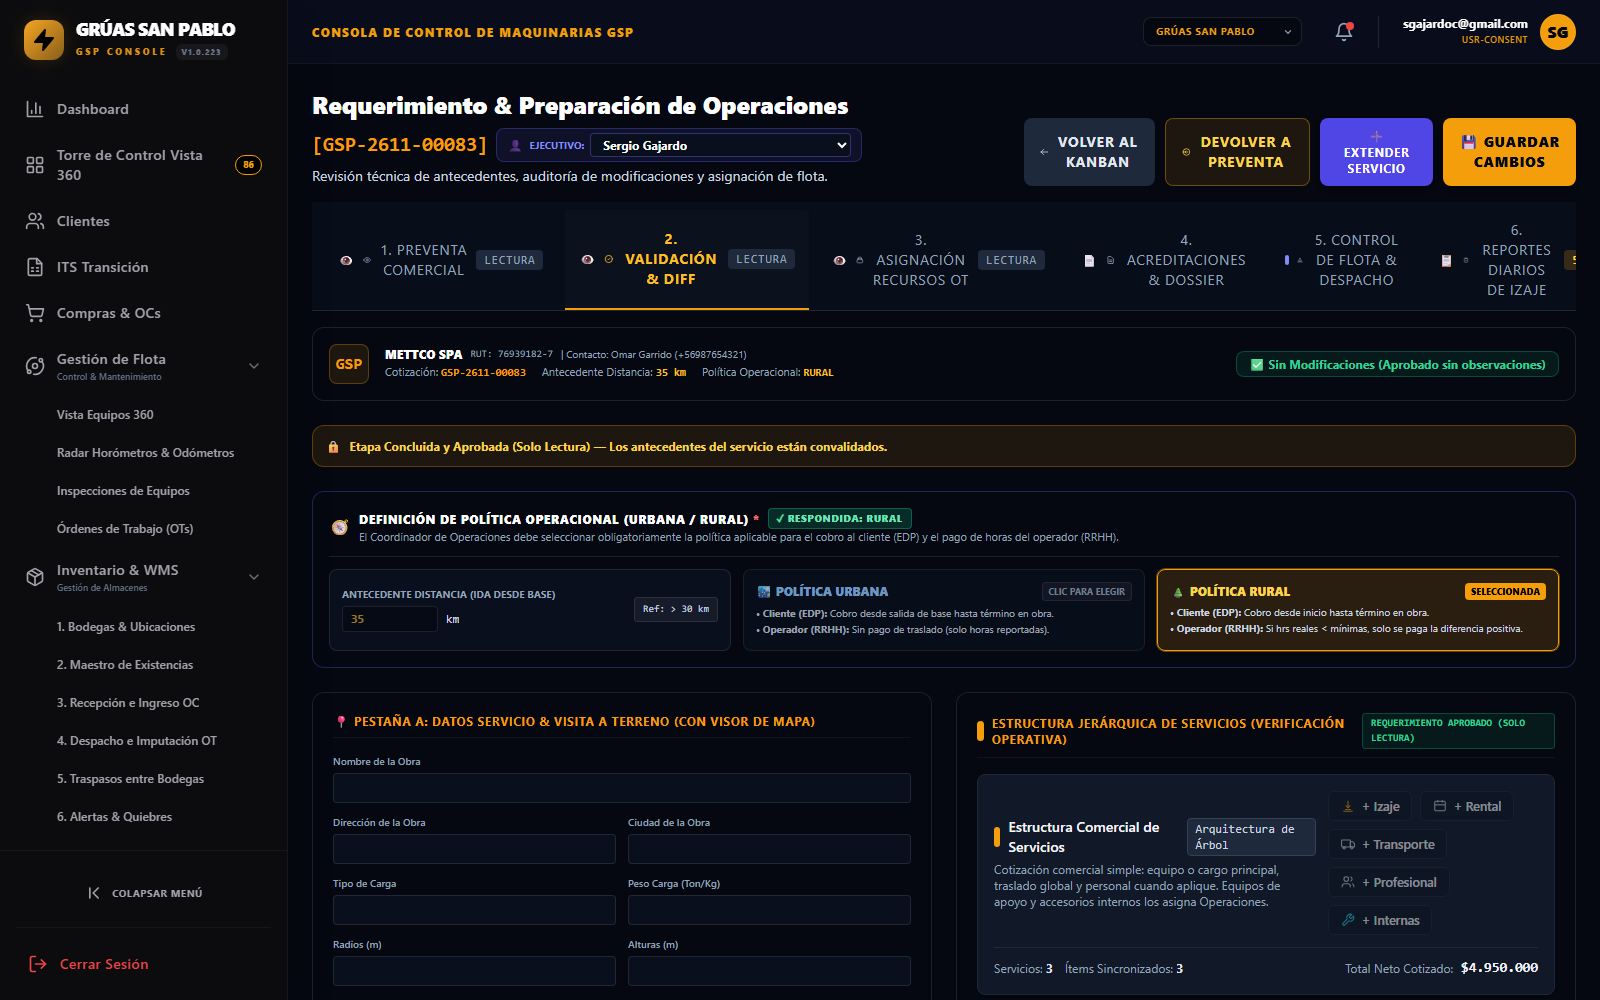 GRÚAS SAN PABLO
GSP CONSOLE V1.0.223
Dashboard
Torre de Control Vista 360
86
Clientes
ITS Transición
Compras & OCs
Gestión de Flota
Control & Mantenimiento
Vista Equipos 360
Radar Horómetros & Odómetros
Inspecciones de Equipos
Órdenes de Trabajo (OTs)
Inventario & WMS
Gestión de Almacenes
1. Bodegas & Ubicaciones
2. Maestro de Existencias
3. Recepción e Ingreso OC
4. Despacho e Imputación OT
5. Traspasos entre Bodegas
6. Alertas & Quiebres
COLAPSAR MENÚ
Cerrar Sesión
CONSOLA DE CONTROL DE MAQUINARIAS GSP
GRÚAS SAN PABLO
sgajardoc@gmail.com
USR-CONSENT
SG
Requerimiento & Preparación de Operaciones
[GSP-2611-00083]
EJECUTIVO: Sergio Gajardo
Revisión técnica de antecedentes, auditoría de modificaciones y asignación de flota.
← VOLVER AL KANBAN
DEVOLVER A PREVENTA
EXTENDER SERVICIO
GUARDAR CAMBIOS
1. PREVENTA COMERCIAL LECTURA
2. VALIDACIÓN & DIFF LECTURA
3. ASIGNACIÓN RECURSOS OT LECTURA
4. ACREDITACIONES & DOSSIER
5. CONTROL DE FLOTA & DESPACHO
6. REPORTES DIARIOS DE IZAJE
GSP
METTCO SPA RUT: 76939182-7 | Contacto: Omar Garrido (+56987654321)
Cotización: GSP-2611-00083 Antecedente Distancia: 35 km Política Operacional: RURAL
✅ Sin Modificaciones (Aprobado sin observaciones)
Etapa Concluida y Aprobada (Solo Lectura) — Los antecedentes del servicio están convalidados.
DEFINICIÓN DE POLÍTICA OPERACIONAL (URBANA / RURAL) * ✓ RESPONDIDA: RURAL
El Coordinador de Operaciones debe seleccionar obligatoriamente la política aplicable para el cobro al cliente (EDP) y el pago de horas del operador (RRHH).
ANTECEDENTE DISTANCIA (IDA DESDE BASE)
35 km
Ref: > 30 km
POLÍTICA URBANA CLIC PARA ELEGIR
• Cliente (EDP): Cobro desde salida de base hasta término en obra.
• Operador (RRHH): Sin pago de traslado (solo horas reportadas).
POLÍTICA RURAL SELECCIONADA
• Cliente (EDP): Cobro desde inicio hasta término en obra.
• Operador (RRHH): Si hrs reales < mínimas, solo se paga la diferencia positiva.
PESTAÑA A: DATOS SERVICIO & VISITA A TERRENO (CON VISOR DE MAPA)
Nombre de la Obra
Dirección de la Obra Ciudad de la Obra
Tipo de Carga Peso Carga (Ton/Kg)
Radios (m) Alturas (m)
ESTRUCTURA JERÁRQUICA DE SERVICIOS (VERIFICACIÓN OPERATIVA)
REQUERIMIENTO APROBADO (SOLO LECTURA)
Estructura Comercial de Servicios
Arquitectura de Árbol
Cotización comercial simple: equipo o cargo principal, traslado global y personal cuando aplique. Equipos de apoyo y accesorios internos los asigna Operaciones.
+ Izaje
+ Rental
+ Transporte
+ Profesional
+ Internas
Servicios: 3 Ítems Sincronizados: 3
Total Neto Cotizado: $4.950.000